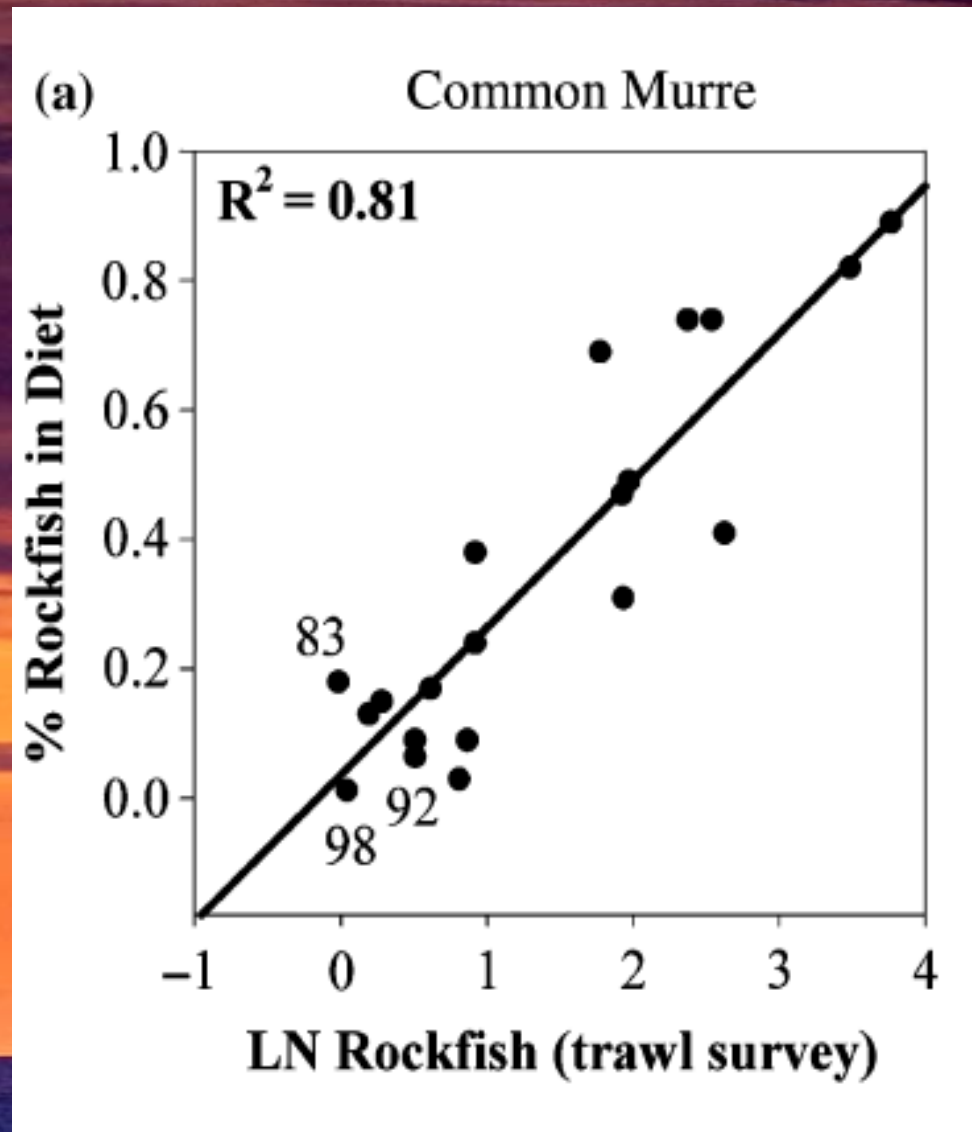 (a) Common Murre
R² = 0.81
1.0
0.8
0.6
0.4
0.2
0.0
% Rockfish in Diet
83
92
98
−1 0 1 2 3 4
LN Rockfish (trawl survey)